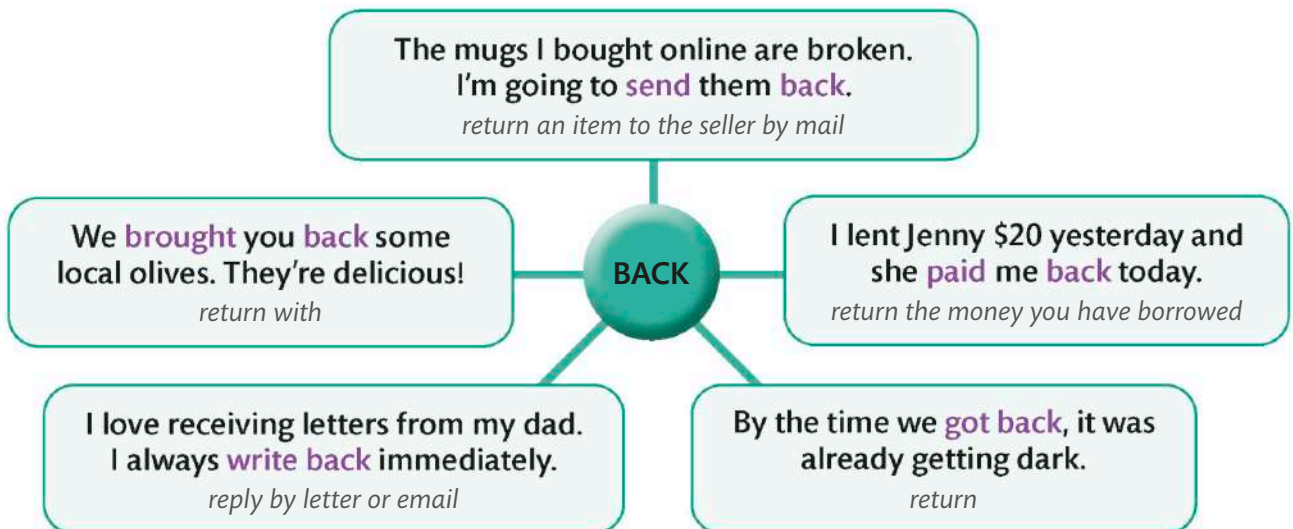 The mugs I bought online are broken.
I'm going to send them back.
return an item to the seller by mail
We brought you back some
local olives. They're delicious!
return with
BACK
I lent Jenny $20 yesterday and
she paid me back today.
return the money you have borrowed
I love receiving letters from my dad.
I always write back immediately.
reply by letter or email
By the time we got back, it was
already getting dark.
return